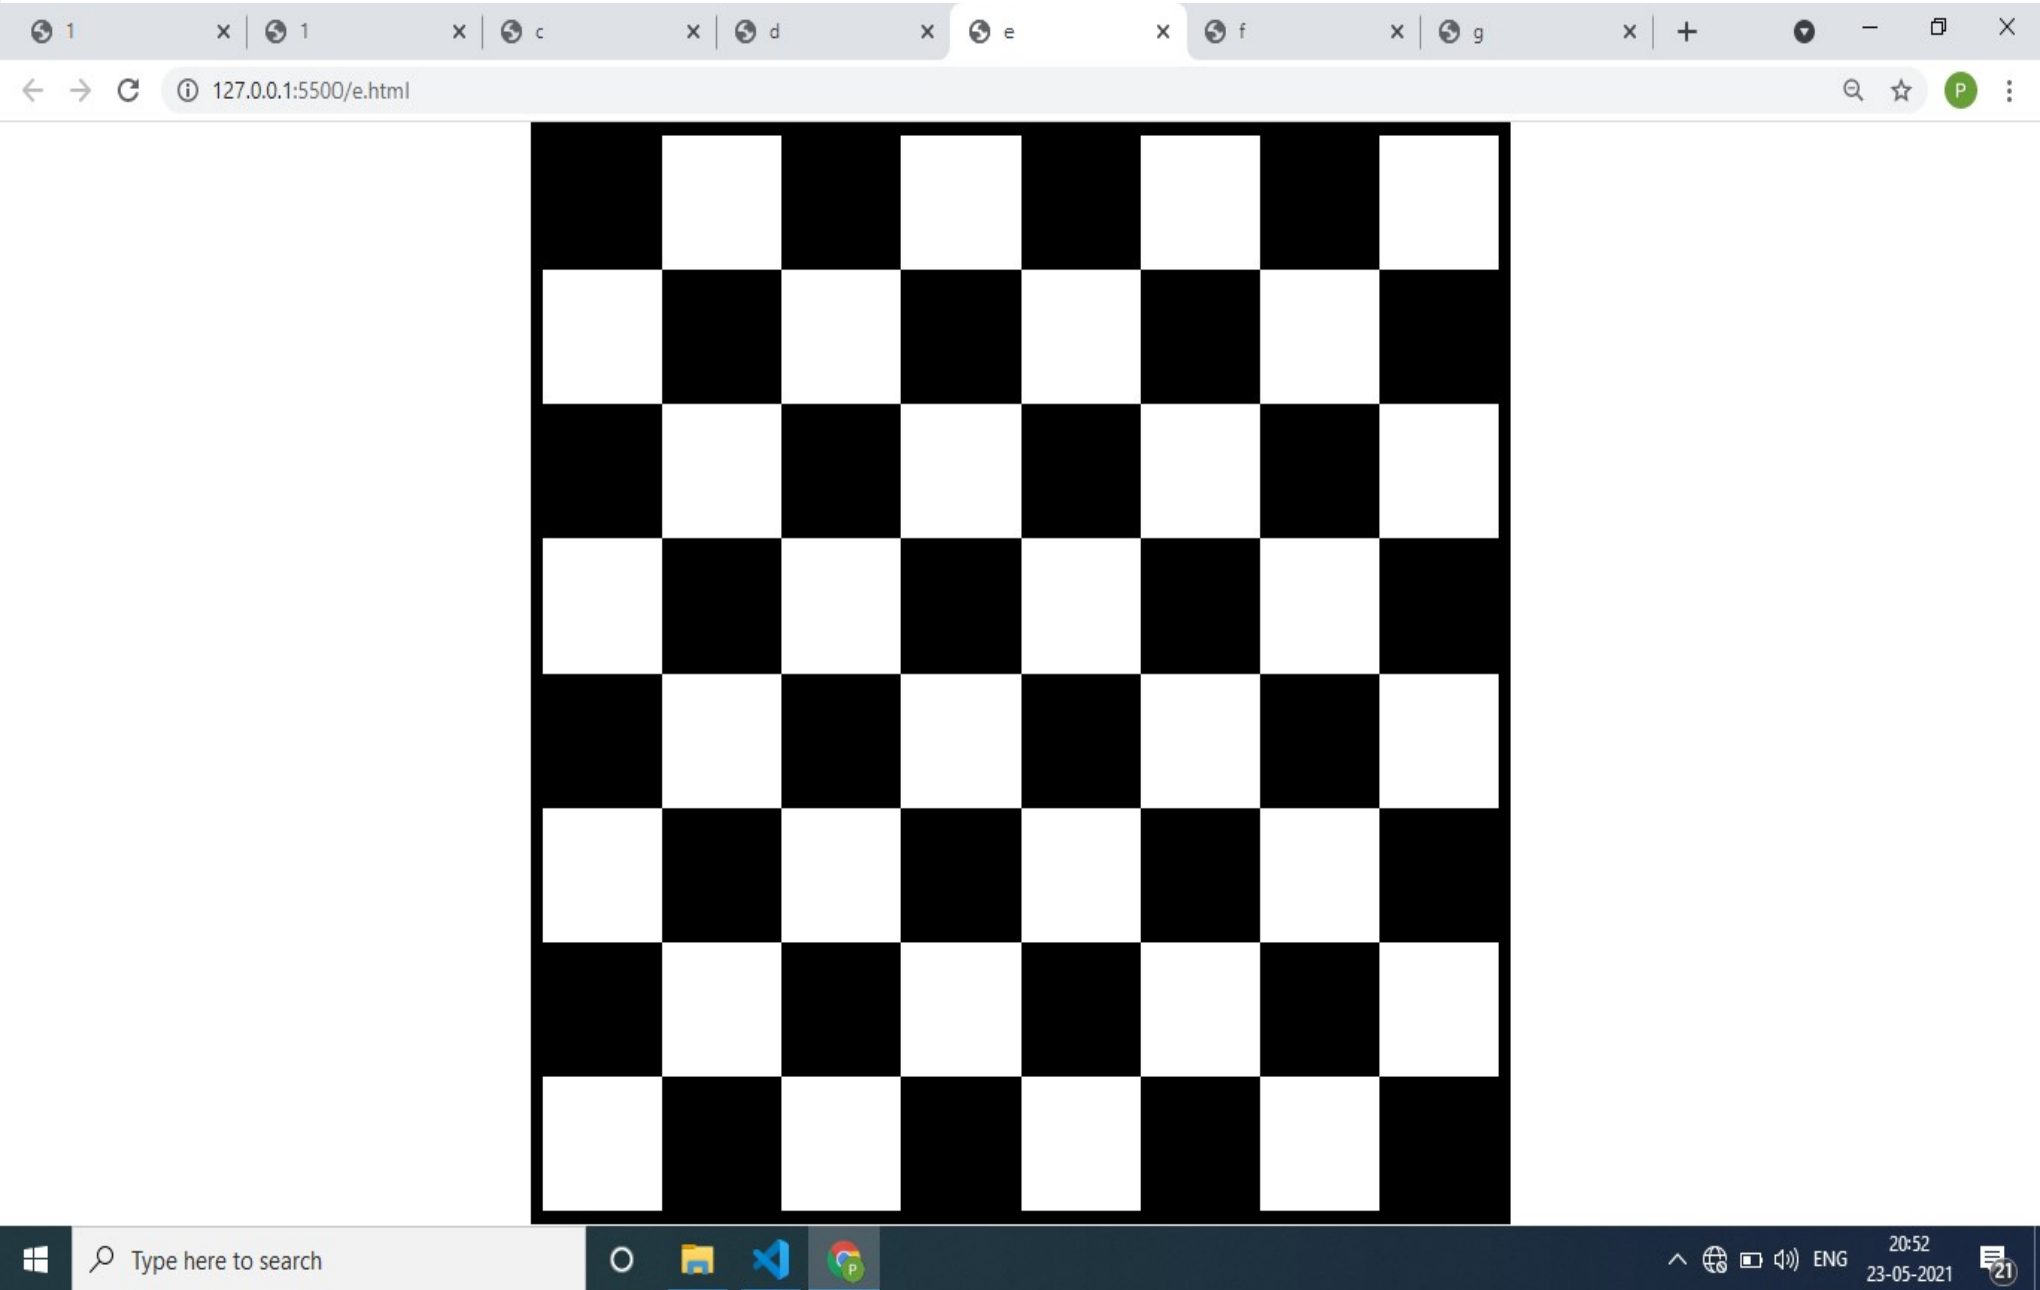 1 1 c d e f g
127.0.0.1:5500/e.html
P
Type here to search
P
ENG
20:52
23-05-2021
21